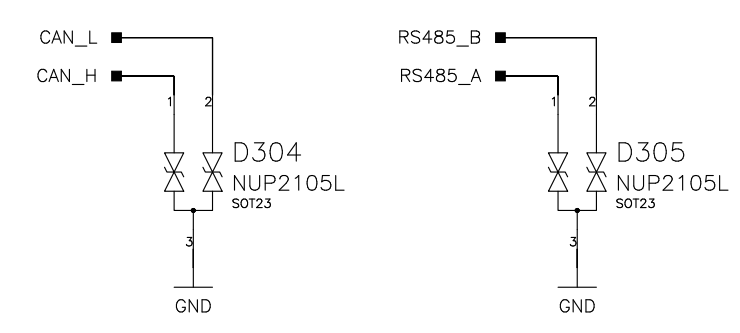 CAN_L
CAN_H
1
2
D304
NUP2105L
SOT23
3
GND
RS485_B
RS485_A
1
2
D305
NUP2105L
SOT23
3
GND